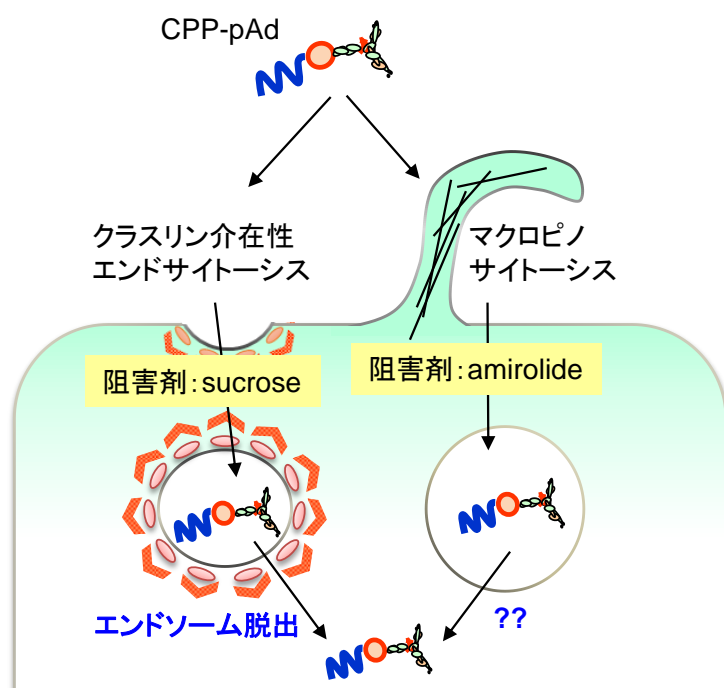 CPP-pAd
クラスリン介在性
エンドサイトーシス
マクロピノ
サイトーシス
阻害剤：sucrose
阻害剤：amirolide
エンドソーム脱出
??